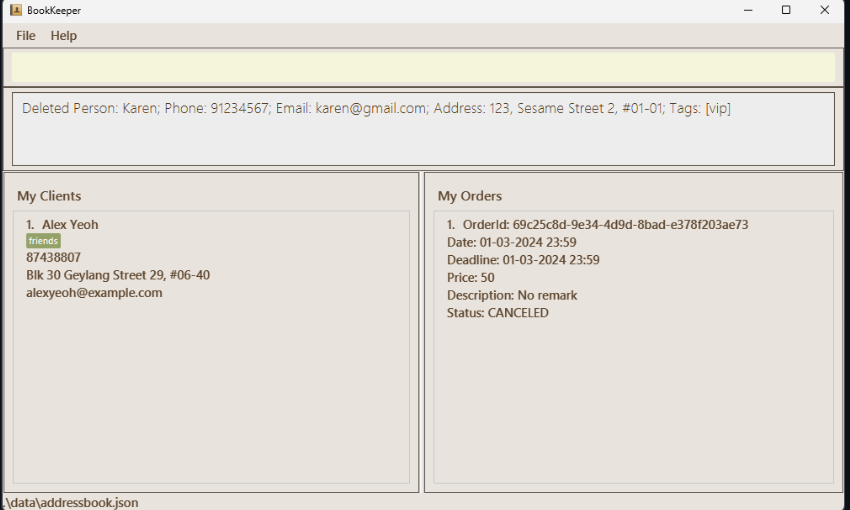 BookKeeper
File Help
Deleted Person: Karen; Phone: 91234567; Email: karen@gmail.com; Address: 123, Sesame Street 2, #01-01; Tags: [vip]
My Clients
1. Alex Yeoh
friends
87438807
Blk 30 Geylang Street 29, #06-40
alexyeoh@example.com
My Orders
1. OrderId: 69c25c8d-9e34-4d9d-8bad-e378f203ae73
Date: 01-03-2024 23:59
Deadline: 01-03-2024 23:59
Price: 50
Description: No remark
Status: CANCELED
.\data\addressbook.json